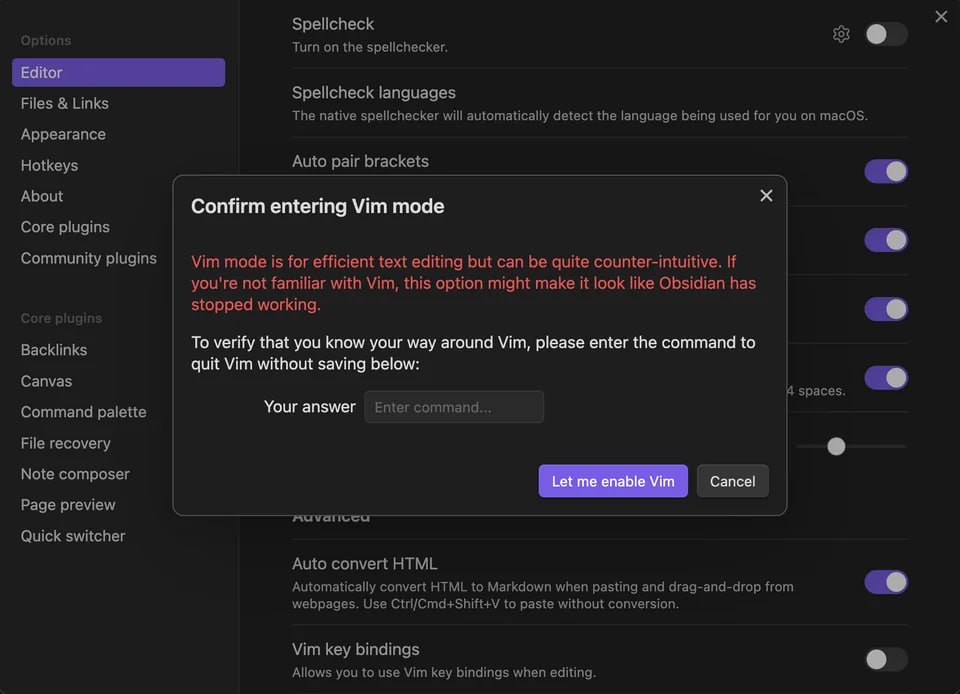 Options
Editor
Files & Links
Appearance
Hotkeys
About
Core plugins
Community plugins
Core plugins
Backlinks
Canvas
Command palette
File recovery
Note composer
Page preview
Quick switcher
Spellcheck
Turn on the spellchecker.
Spellcheck languages
The native spellchecker will automatically detect the language being used for you on macOS.
Auto pair brackets
Confirm entering Vim mode
Vim mode is for efficient text editing but can be quite counter-intuitive. If
you're not familiar with Vim, this option might make it look like Obsidian has
stopped working.
To verify that you know your way around Vim, please enter the command to
quit Vim without saving below:
Your answer
Enter command...
Let me enable Vim
Cancel
4 spaces.
Advanced
Auto convert HTML
Automatically convert HTML to Markdown when pasting and drag-and-drop from
webpages. Use Ctrl/Cmd+Shift+V to paste without conversion.
Vim key bindings
Allows you to use Vim key bindings when editing.